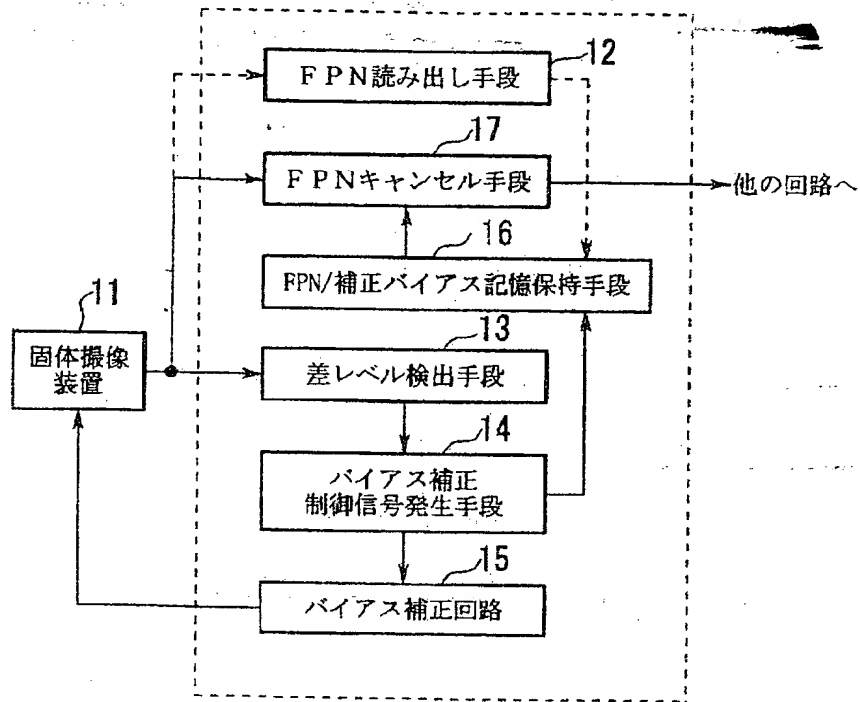 12
ＦＰＮ読み出し手段
17
ＦＰＮキャンセル手段
他の回路へ
16
FPN/補正バイアス記憶保持手段
11
固体撮像
装置
13
差レベル検出手段
14
バイアス補正
制御信号発生手段
15
バイアス補正回路